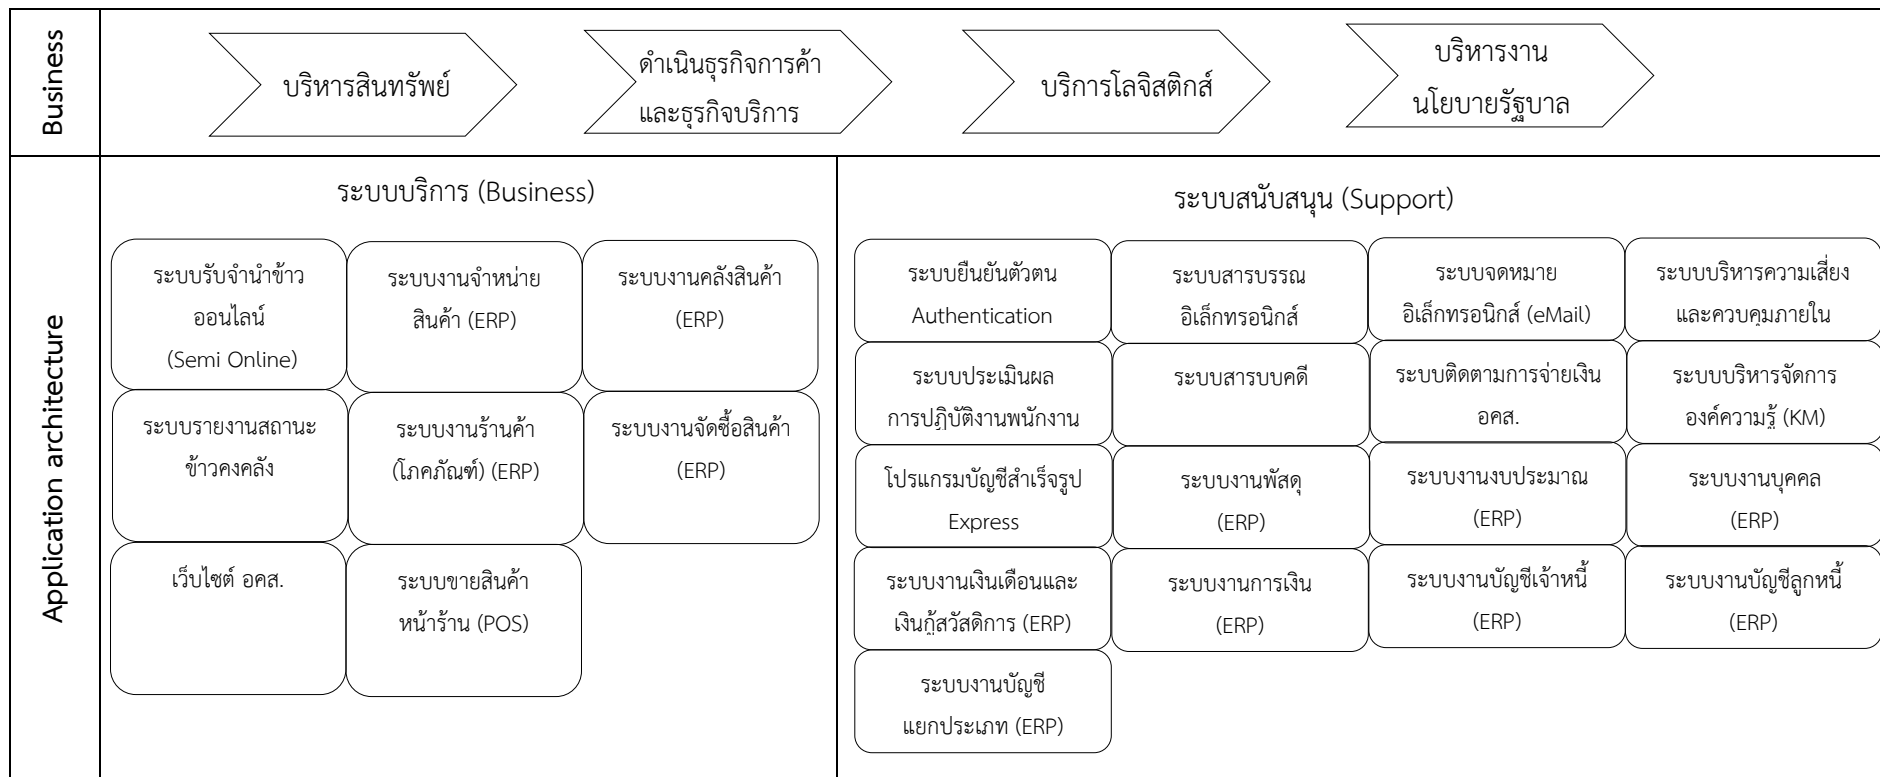 Business
บริหารสินทรัพย์
ดำเนินธุรกิจการค้า
และธุรกิจบริการ
บริการโลจิสติกส์
บริหารงาน
นโยบายรัฐบาล
Application architecture
ระบบบริการ (Business)
ระบบรับจำนำข้าว
ออนไลน์
(Semi Online)
ระบบงานจำหน่าย
สินค้า (ERP)
ระบบงานคลังสินค้า
(ERP)
ระบบรายงานสถานะ
ข้าวคงคลัง
ระบบงานร้านค้า
(โภคภัณฑ์) (ERP)
ระบบงานจัดซื้อสินค้า
(ERP)
เว็บไซต์ อคส.
ระบบขายสินค้า
หน้าร้าน (POS)
ระบบสนับสนุน (Support)
ระบบยืนยันตัวตน
Authentication
ระบบสารบรรณ
อิเล็กทรอนิกส์
ระบบจดหมาย
อิเล็กทรอนิกส์ (eMail)
ระบบบริหารความเสี่ยง
และควบคุมภายใน
ระบบประเมินผล
การปฏิบัติงานพนักงาน
ระบบสารบบคดี
ระบบติดตามการจ่ายเงิน
อคส.
ระบบบริหารจัดการ
องค์ความรู้ (KM)
โปรแกรมบัญชีสำเร็จรูป
Express
ระบบงานพัสดุ
(ERP)
ระบบงานงบประมาณ
(ERP)
ระบบงานบุคคล
(ERP)
ระบบงานเงินเดือนและ
เงินกู้สวัสดิการ (ERP)
ระบบงานการเงิน
(ERP)
ระบบงานบัญชีเจ้าหนี้
(ERP)
ระบบงานบัญชีลูกหนี้
(ERP)
ระบบงานบัญชี
แยกประเภท (ERP)